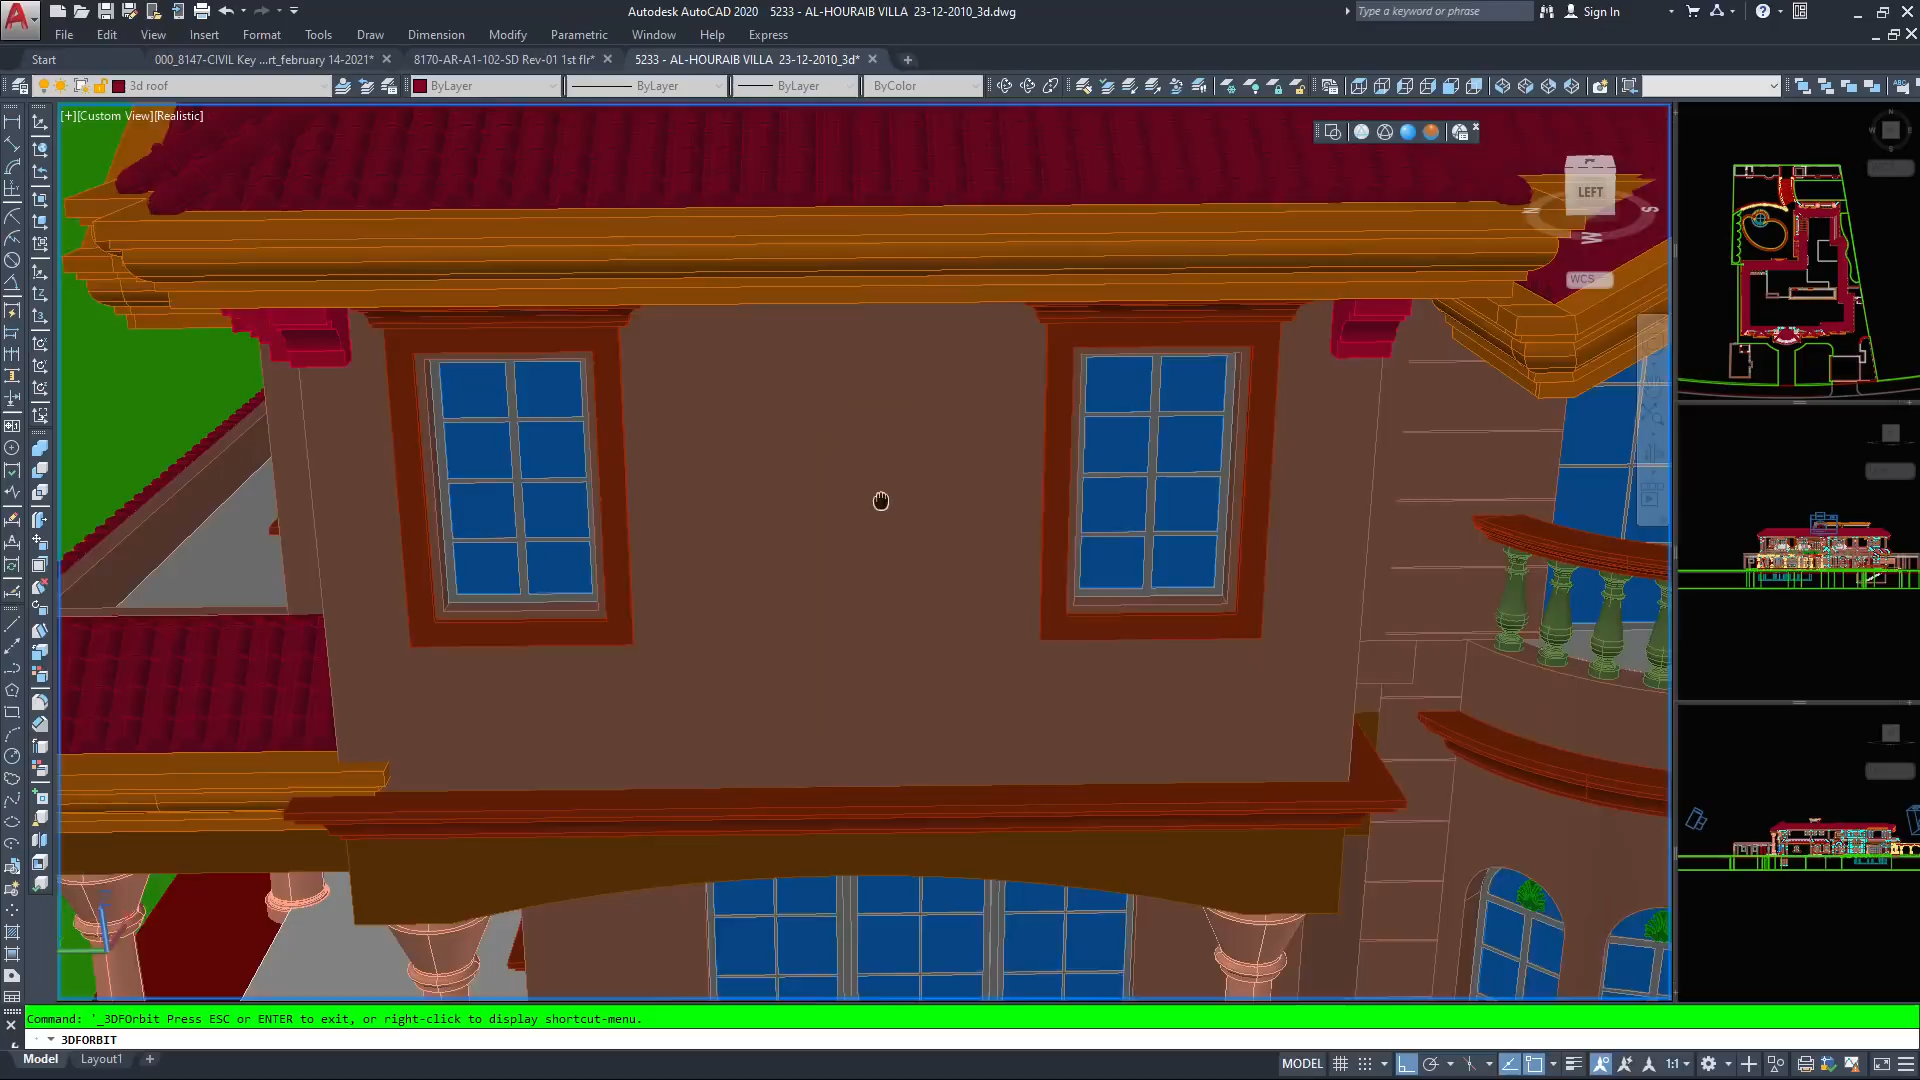 Autodesk AutoCAD 2020 5233 - AL-HOURAIB VILLA 23-12-2010_3d.dwg
Type a keyword or phrase
Sign In
File Edit View Insert Format Tools Draw Dimension Modify Parametric Window Help Express
Start
000_8147-CIVIL Key ...rt_february 14-2021*
8170-AR-A1-102-SD Rev-01 1st flr*
5233 - AL-HOURAIB VILLA 23-12-2010_3d*
3d roof
ByLayer
ByLayer
ByLayer
ByColor
ABC
[+][Custom View][Realistic]
LEFT
N
S
W
WCS
Command: '_3DFOrbit Press ESC or ENTER to exit, or right-click to display shortcut-menu.
3DFORBIT
Model Layout1
MODEL
1:1